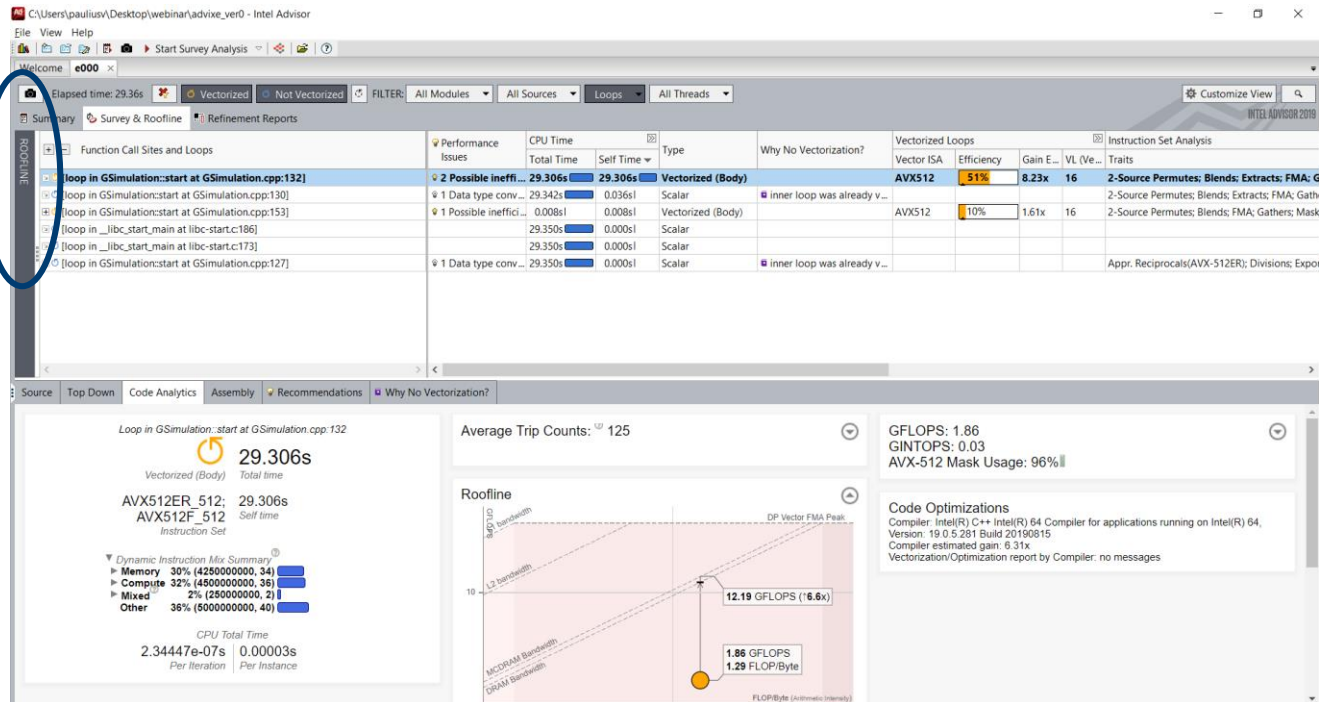 C:\Users\pauliusv\Desktop\webinar\advixe_ver0 - Intel Advisor
File View Help
Start Survey Analysis
Welcome e000
Elapsed time: 29.36s Vectorized Not Vectorized FILTER: All Modules All Sources Loops All Threads Customize View
Summary Survey & Roofline Refinement Reports INTEL ADVISOR 2019
ROOFLINE
Function Call Sites and Loops Performance Issues CPU Time Type Why No Vectorization? Vectorized Loops Instruction Set Analysis
Total Time Self Time Vector ISA Efficiency Gain E... VL (Ve... Traits
[loop in GSimulation::start at GSimulation.cpp:132] 2 Possible ineffi... 29.306s 29.306s Vectorized (Body) AVX512 51% 8.23x 16 2-Source Permutes; Blends; Extracts; FMA; G
[loop in GSimulation::start at GSimulation.cpp:130] 1 Data type conv... 29.342s 0.036s Scalar inner loop was already v... 2-Source Permutes; Blends; Extracts; FMA; Gath
[loop in GSimulation::start at GSimulation.cpp:153] 1 Possible ineffici... 0.008s 0.008s Vectorized (Body) AVX512 10% 1.61x 16 2-Source Permutes; Blends; FMA; Gathers; Mask
[loop in __libc_start_main at libc-start.c:186] 29.350s 0.000s Scalar
[loop in __libc_start_main at libc-start.c:173] 29.350s 0.000s Scalar
[loop in GSimulation::start at GSimulation.cpp:127] 1 Data type conv... 29.350s 0.000s Scalar inner loop was already v... Appr. Reciprocals(AVX-512ER); Divisions; Expo
Source Top Down Code Analytics Assembly Recommendations Why No Vectorization?
Loop in GSimulation::start at GSimulation.cpp:132
29.306s
Vectorized (Body) Total time
AVX512ER_512; 29.306s
AVX512F_512 Self time
Instruction Set
Dynamic Instruction Mix Summary
Memory 30% (4250000000, 34)
Compute 32% (4500000000, 36)
Mixed 2% (250000000, 2)
Other 36% (5000000000, 40)
CPU Total Time
2.34447e-07s 0.00003s
Per Iteration Per Instance
Average Trip Counts: 125
Roofline
GFLOPS
L1 bandwidth
DP Vector FMA Peak
L2 bandwidth
10
12.19 GFLOPS (↑6.6x)
MCDRAM Bandwidth
DRAM Bandwidth
1.86 GFLOPS
1.29 FLOP/Byte
FLOP/Byte (Arithmetic Intensity)
GFLOPS: 1.86
GINTOPS: 0.03
AVX-512 Mask Usage: 96%
Code Optimizations
Compiler: Intel(R) C++ Intel(R) 64 Compiler for applications running on Intel(R) 64,
Version: 19.0.5.281 Build 20190815
Compiler estimated gain: 6.31x
Vectorization/Optimization report by Compiler: no messages